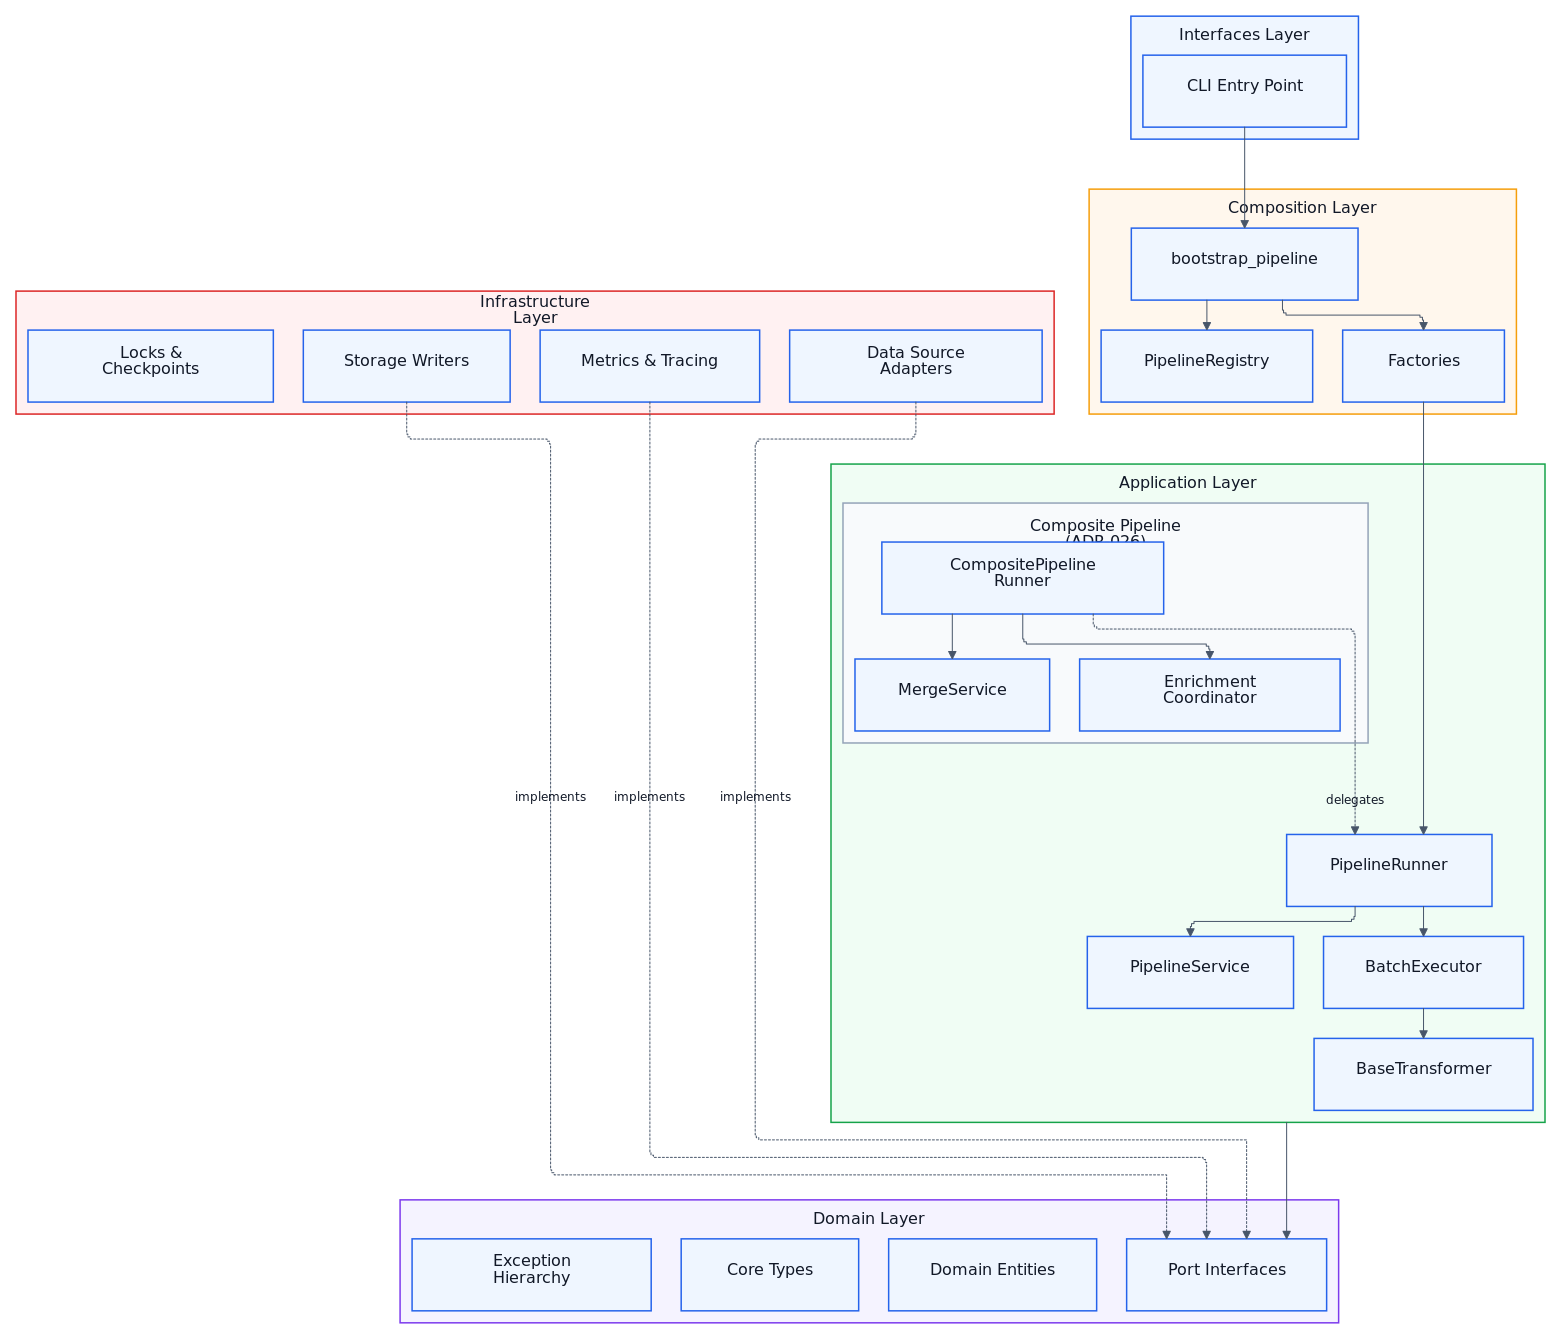 Interfaces Layer
CLI Entry Point
Composition Layer
bootstrap_pipeline
PipelineRegistry
Factories
Infrastructure
Layer
Locks &
Checkpoints
Storage Writers
Metrics & Tracing
Data Source
Adapters
Application Layer
Composite Pipeline
(ADR-026)
CompositePipeline
Runner
MergeService
Enrichment
Coordinator
implements
implements
implements
delegates
PipelineRunner
PipelineService
BatchExecutor
BaseTransformer
Domain Layer
Exception
Hierarchy
Core Types
Domain Entities
Port Interfaces